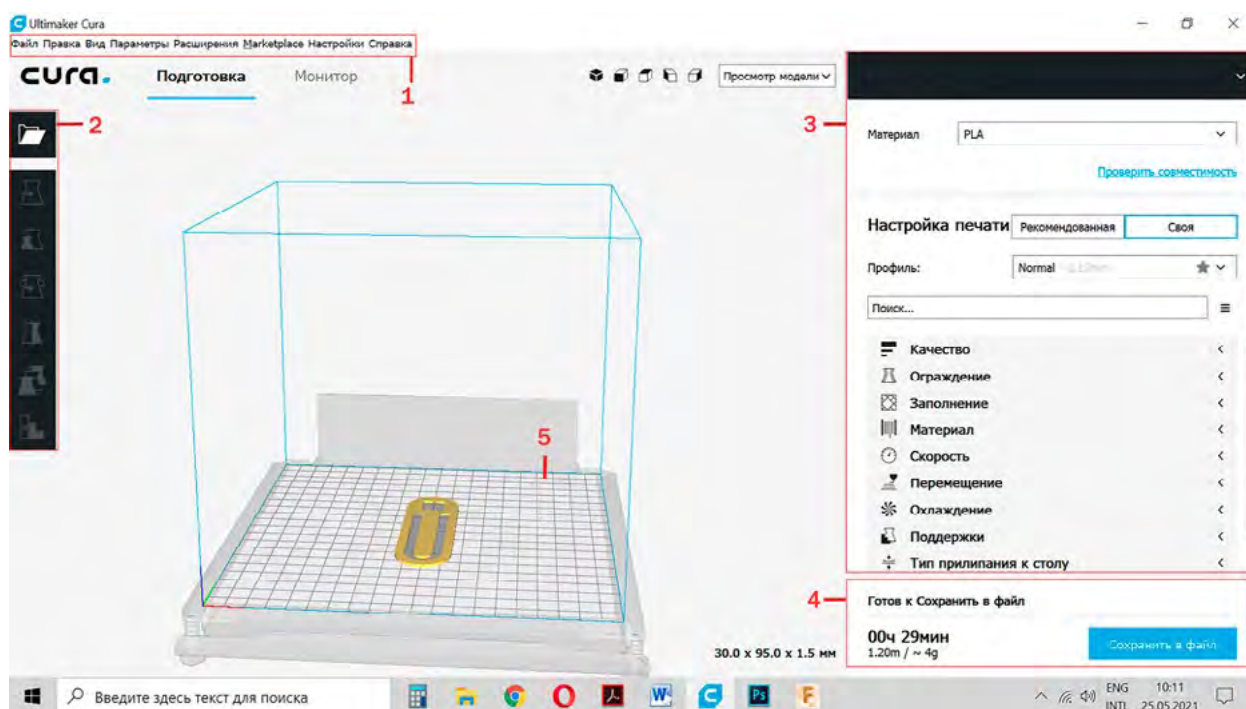 Ultimaker Cura
Файл Правка Вид Параметры Расширения Marketplace Настройки Справка
1
cura.
Подготовка
Монитор
Просмотр модели
2
3
Материал
PLA
Проверить совместимость
Настройка печати
Рекомендованная
Своя
Профиль:
Normal
Поиск...
Качество
Ограждение
Заполнение
Материал
Скорость
Перемещение
Охлаждение
Поддержки
Тип прилипания к столу
5
4
Готов к Сохранить в файл
00ч 29мин
1.20m / ~ 4g
Сохранить в файл
30.0 x 95.0 x 1.5 мм
Введите здесь текст для поиска
W
Ps
F
ENG
INTL
10:11
25.05.2021